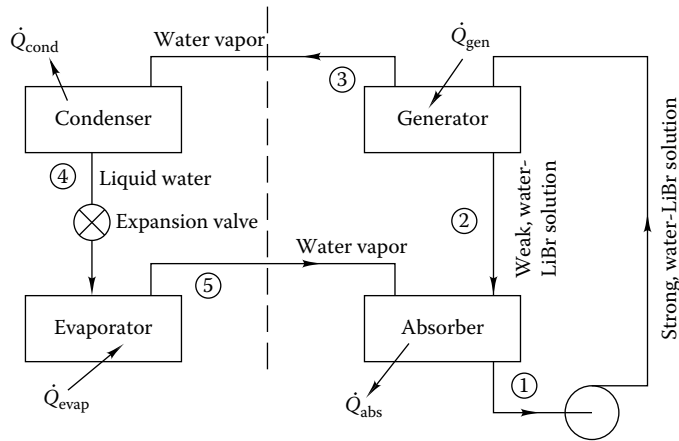 Q̇cond
Water vapor
Q̇gen
③
Condenser
Generator
④
Liquid water
Expansion valve
②
Weak, water-
LiBr solution
Strong, water-LiBr solution
Water vapor
⑤
Evaporator
Absorber
Q̇evap
Q̇abs
①